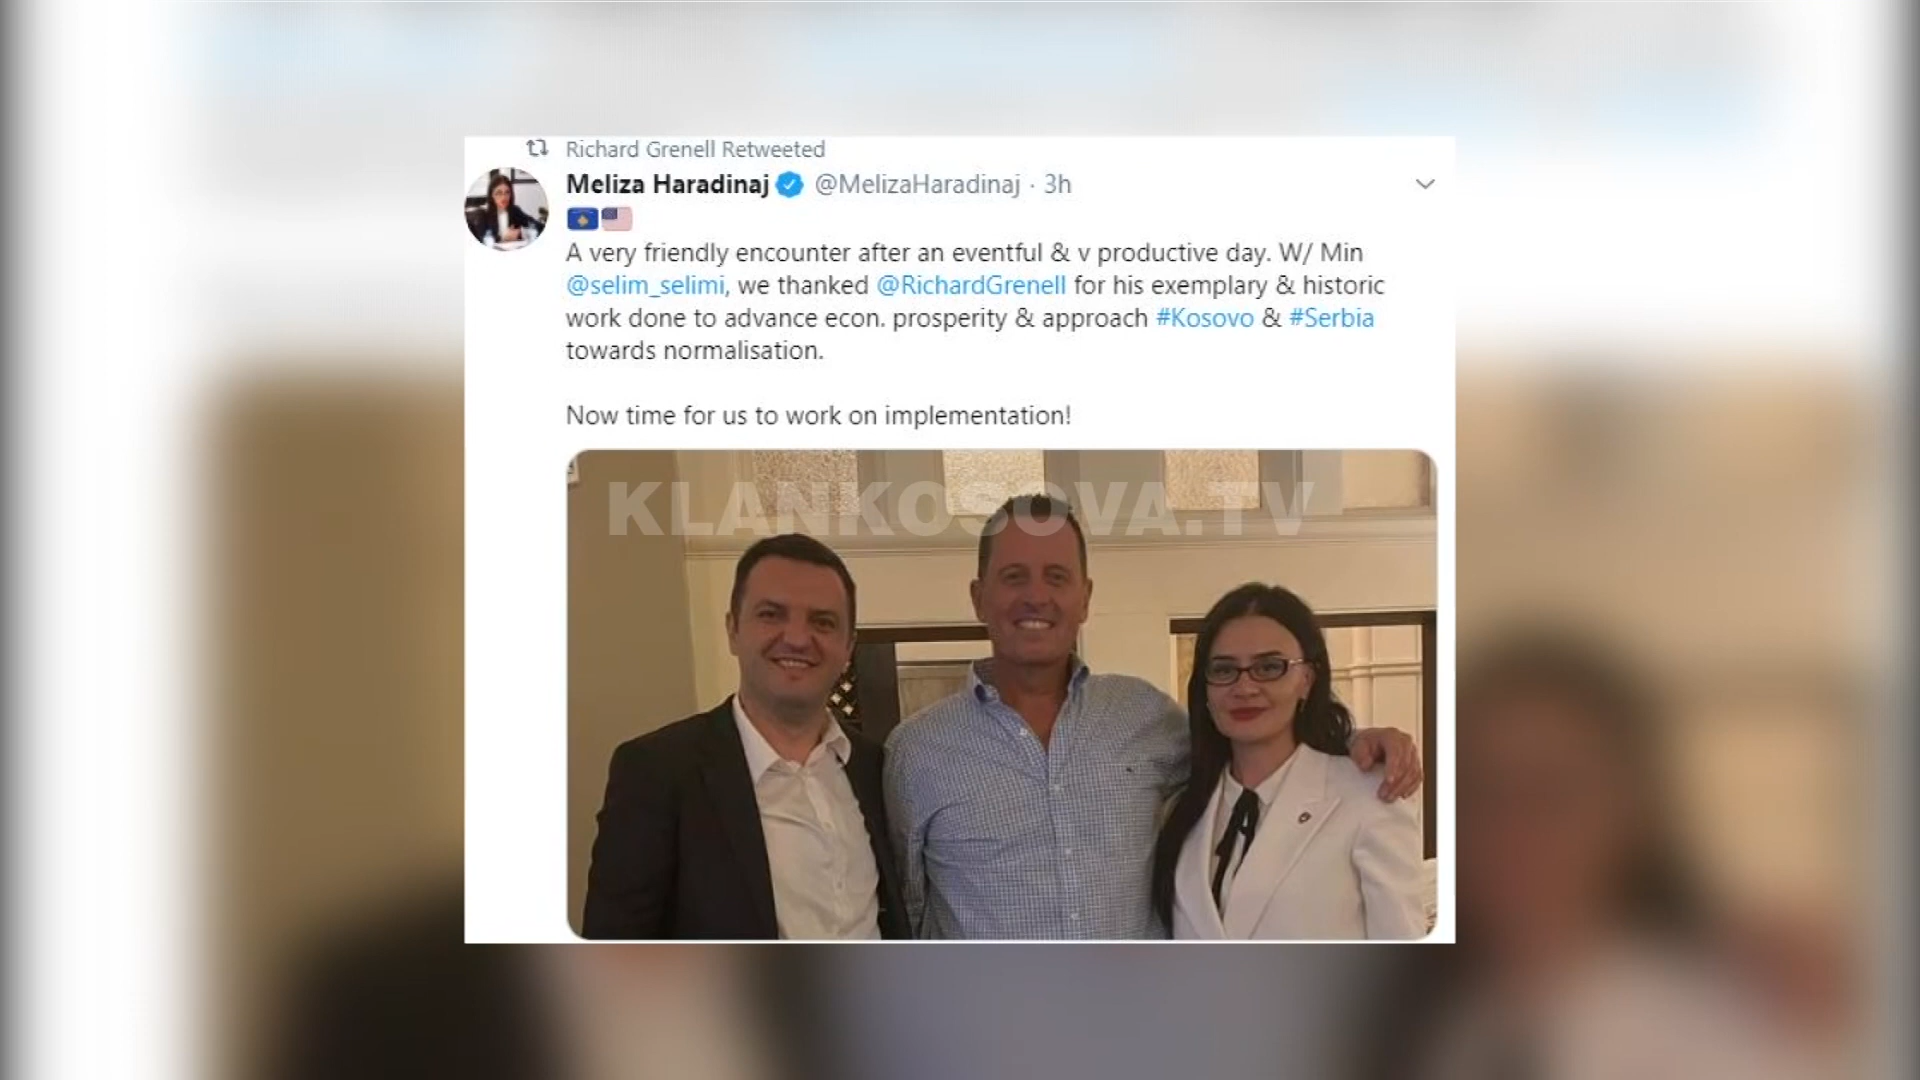 Richard Grenell Retweeted
Meliza Haradinaj @MelizaHaradinaj · 3h
A very friendly encounter after an eventful & v productive day. W/ Min
@selim_selimi, we thanked @RichardGrenell for his exemplary & historic
work done to advance econ. prosperity & approach #Kosovo & #Serbia
towards normalisation.
Now time for us to work on implementation!
KLANKOSOVA.TV